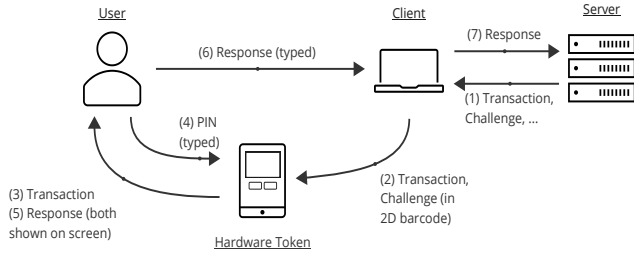 User
Client
Server
(6) Response (typed)
(7) Response
(1) Transaction,
Challenge, ...
(4) PIN
(typed)
(2) Transaction,
Challenge (in
2D barcode)
(3) Transaction
(5) Response (both
shown on screen)
Hardware Token